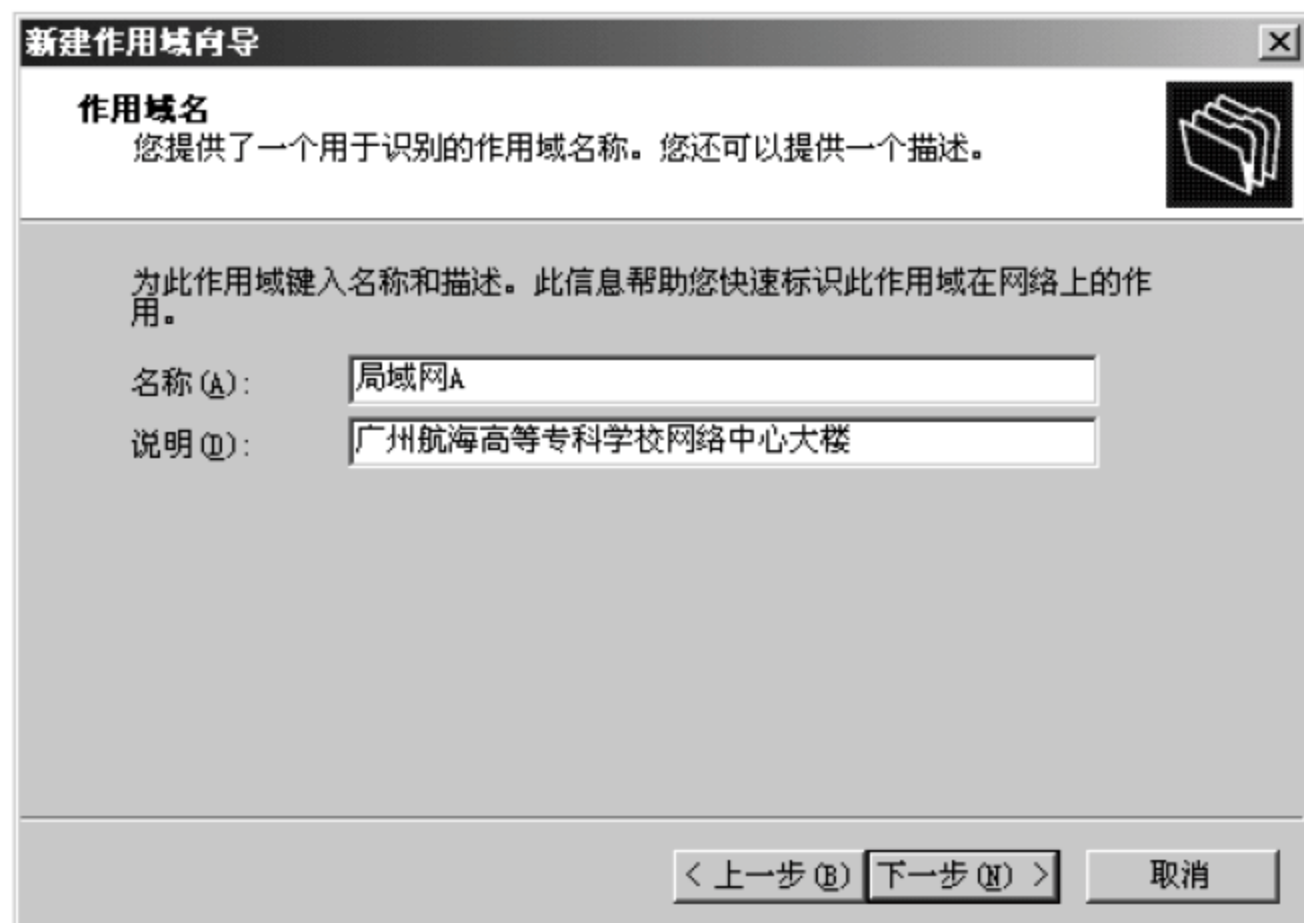 新建作用域向导
作用域名
您提供了一个用于识别的作用域名称。您还可以提供一个描述。
为此作用域键入名称和描述。此信息帮助您快速标识此作用域在网络上的作
用。
名称(A): 局域网A
说明(D): 广州航海高等专科学校网络中心大楼
< 上一步(B) 下一步(N) > 取消